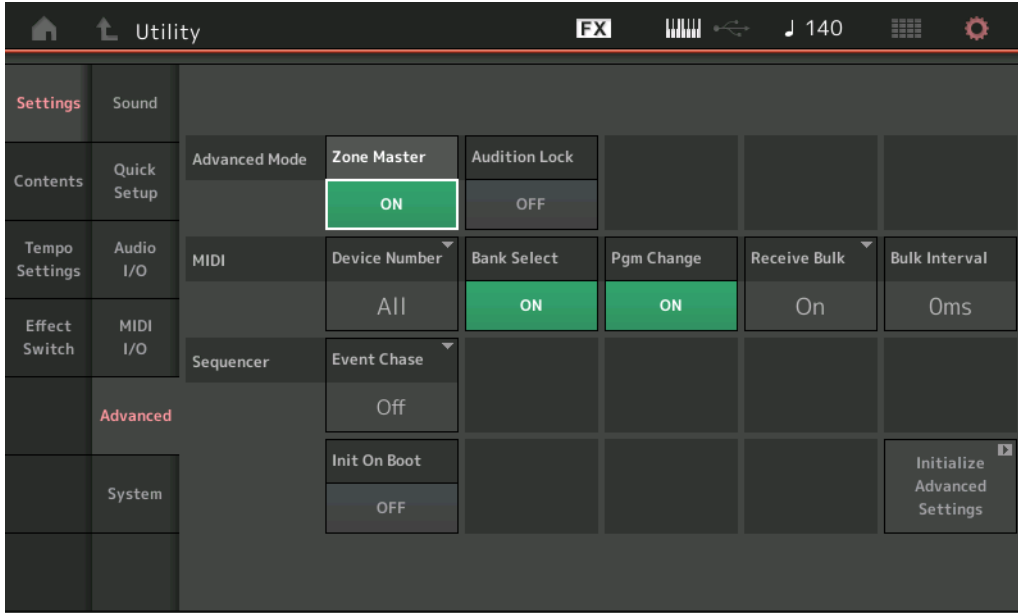 Utility
FX
140
Settings
Sound
Advanced Mode
Zone Master
Audition Lock
ON
OFF
Contents
Quick
Setup
Tempo
Settings
Audio
I/O
MIDI
Device Number
Bank Select
Pgm Change
Receive Bulk
Bulk Interval
All
ON
ON
On
0ms
Effect
Switch
MIDI
I/O
Sequencer
Event Chase
Off
Advanced
Init On Boot
OFF
Initialize
Advanced
Settings
System